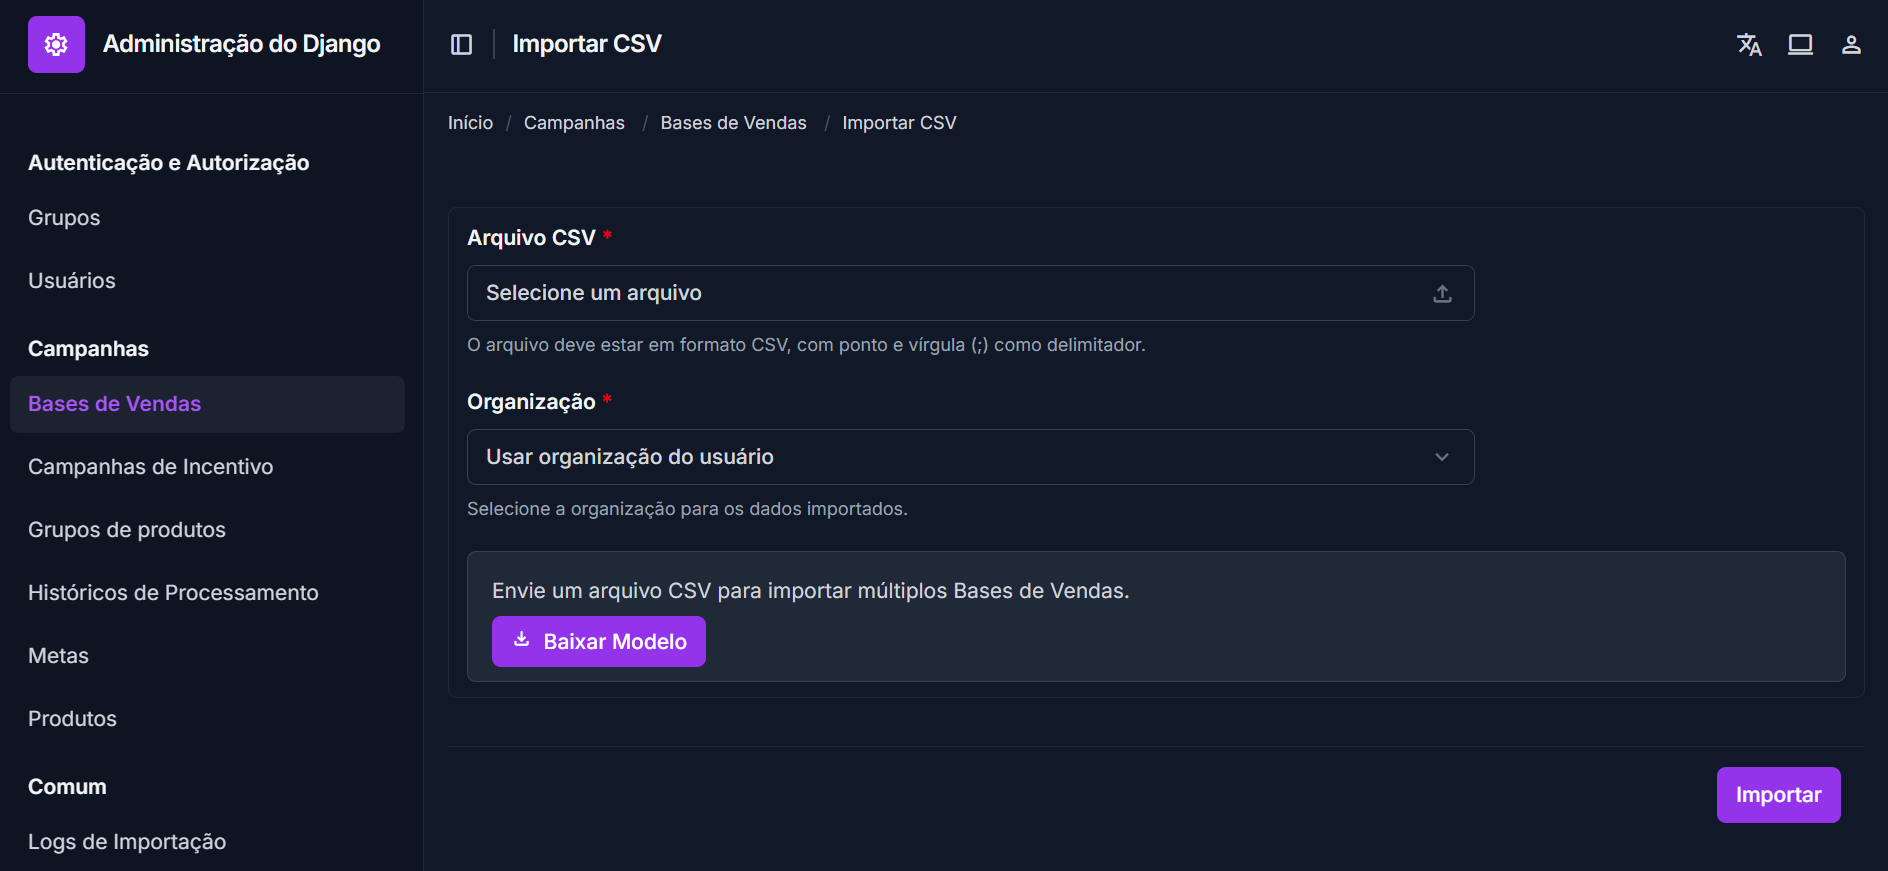 Administração do Django
Importar CSV
Início / Campanhas / Bases de Vendas / Importar CSV
Autenticação e Autorização
Grupos
Usuários
Campanhas
Bases de Vendas
Campanhas de Incentivo
Grupos de produtos
Históricos de Processamento
Metas
Produtos
Comum
Logs de Importação
Arquivo CSV *
Selecione um arquivo
O arquivo deve estar em formato CSV, com ponto e vírgula (;) como delimitador.
Organização *
Usar organização do usuário
Selecione a organização para os dados importados.
Envie um arquivo CSV para importar múltiplos Bases de Vendas.
Baixar Modelo
Importar